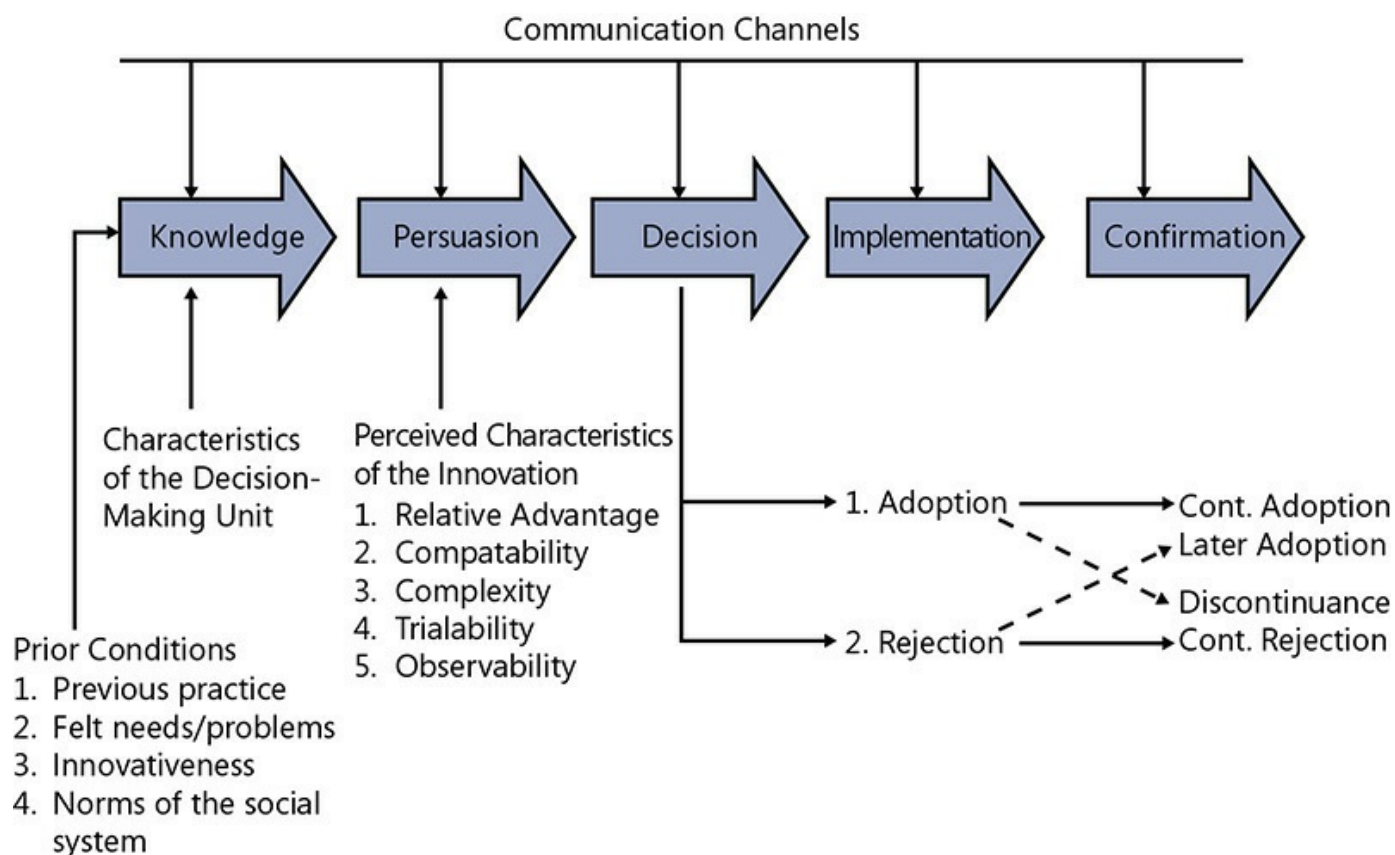 Communication Channels
Knowledge
Persuasion
Decision
Implementation
Confirmation
Characteristics
of the Decision-
Making Unit
Perceived Characteristics
of the Innovation
1. Relative Advantage
2. Compatability
3. Complexity
4. Trialability
5. Observability
1. Adoption
2. Rejection
Cont. Adoption
Later Adoption
Discontinuance
Cont. Rejection
Prior Conditions
1. Previous practice
2. Felt needs/problems
3. Innovativeness
4. Norms of the social
system